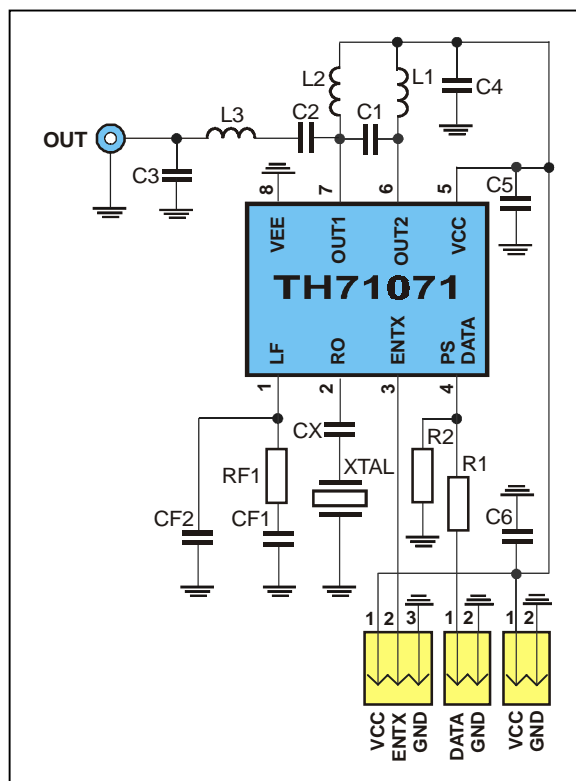 L2
L1
C4
L3
C2
C1
OUT
C3
8
7
6
5
C5
VEE
OUT1
OUT2
VCC
TH71071
LF
RO
ENTX
PS
DATA
1
2
3
4
CX
R2
R1
RF1
XTAL
CF2
CF1
C6
1
2
3
1
2
1
2
VCC
ENTX
GND
DATA
GND
VCC
GND